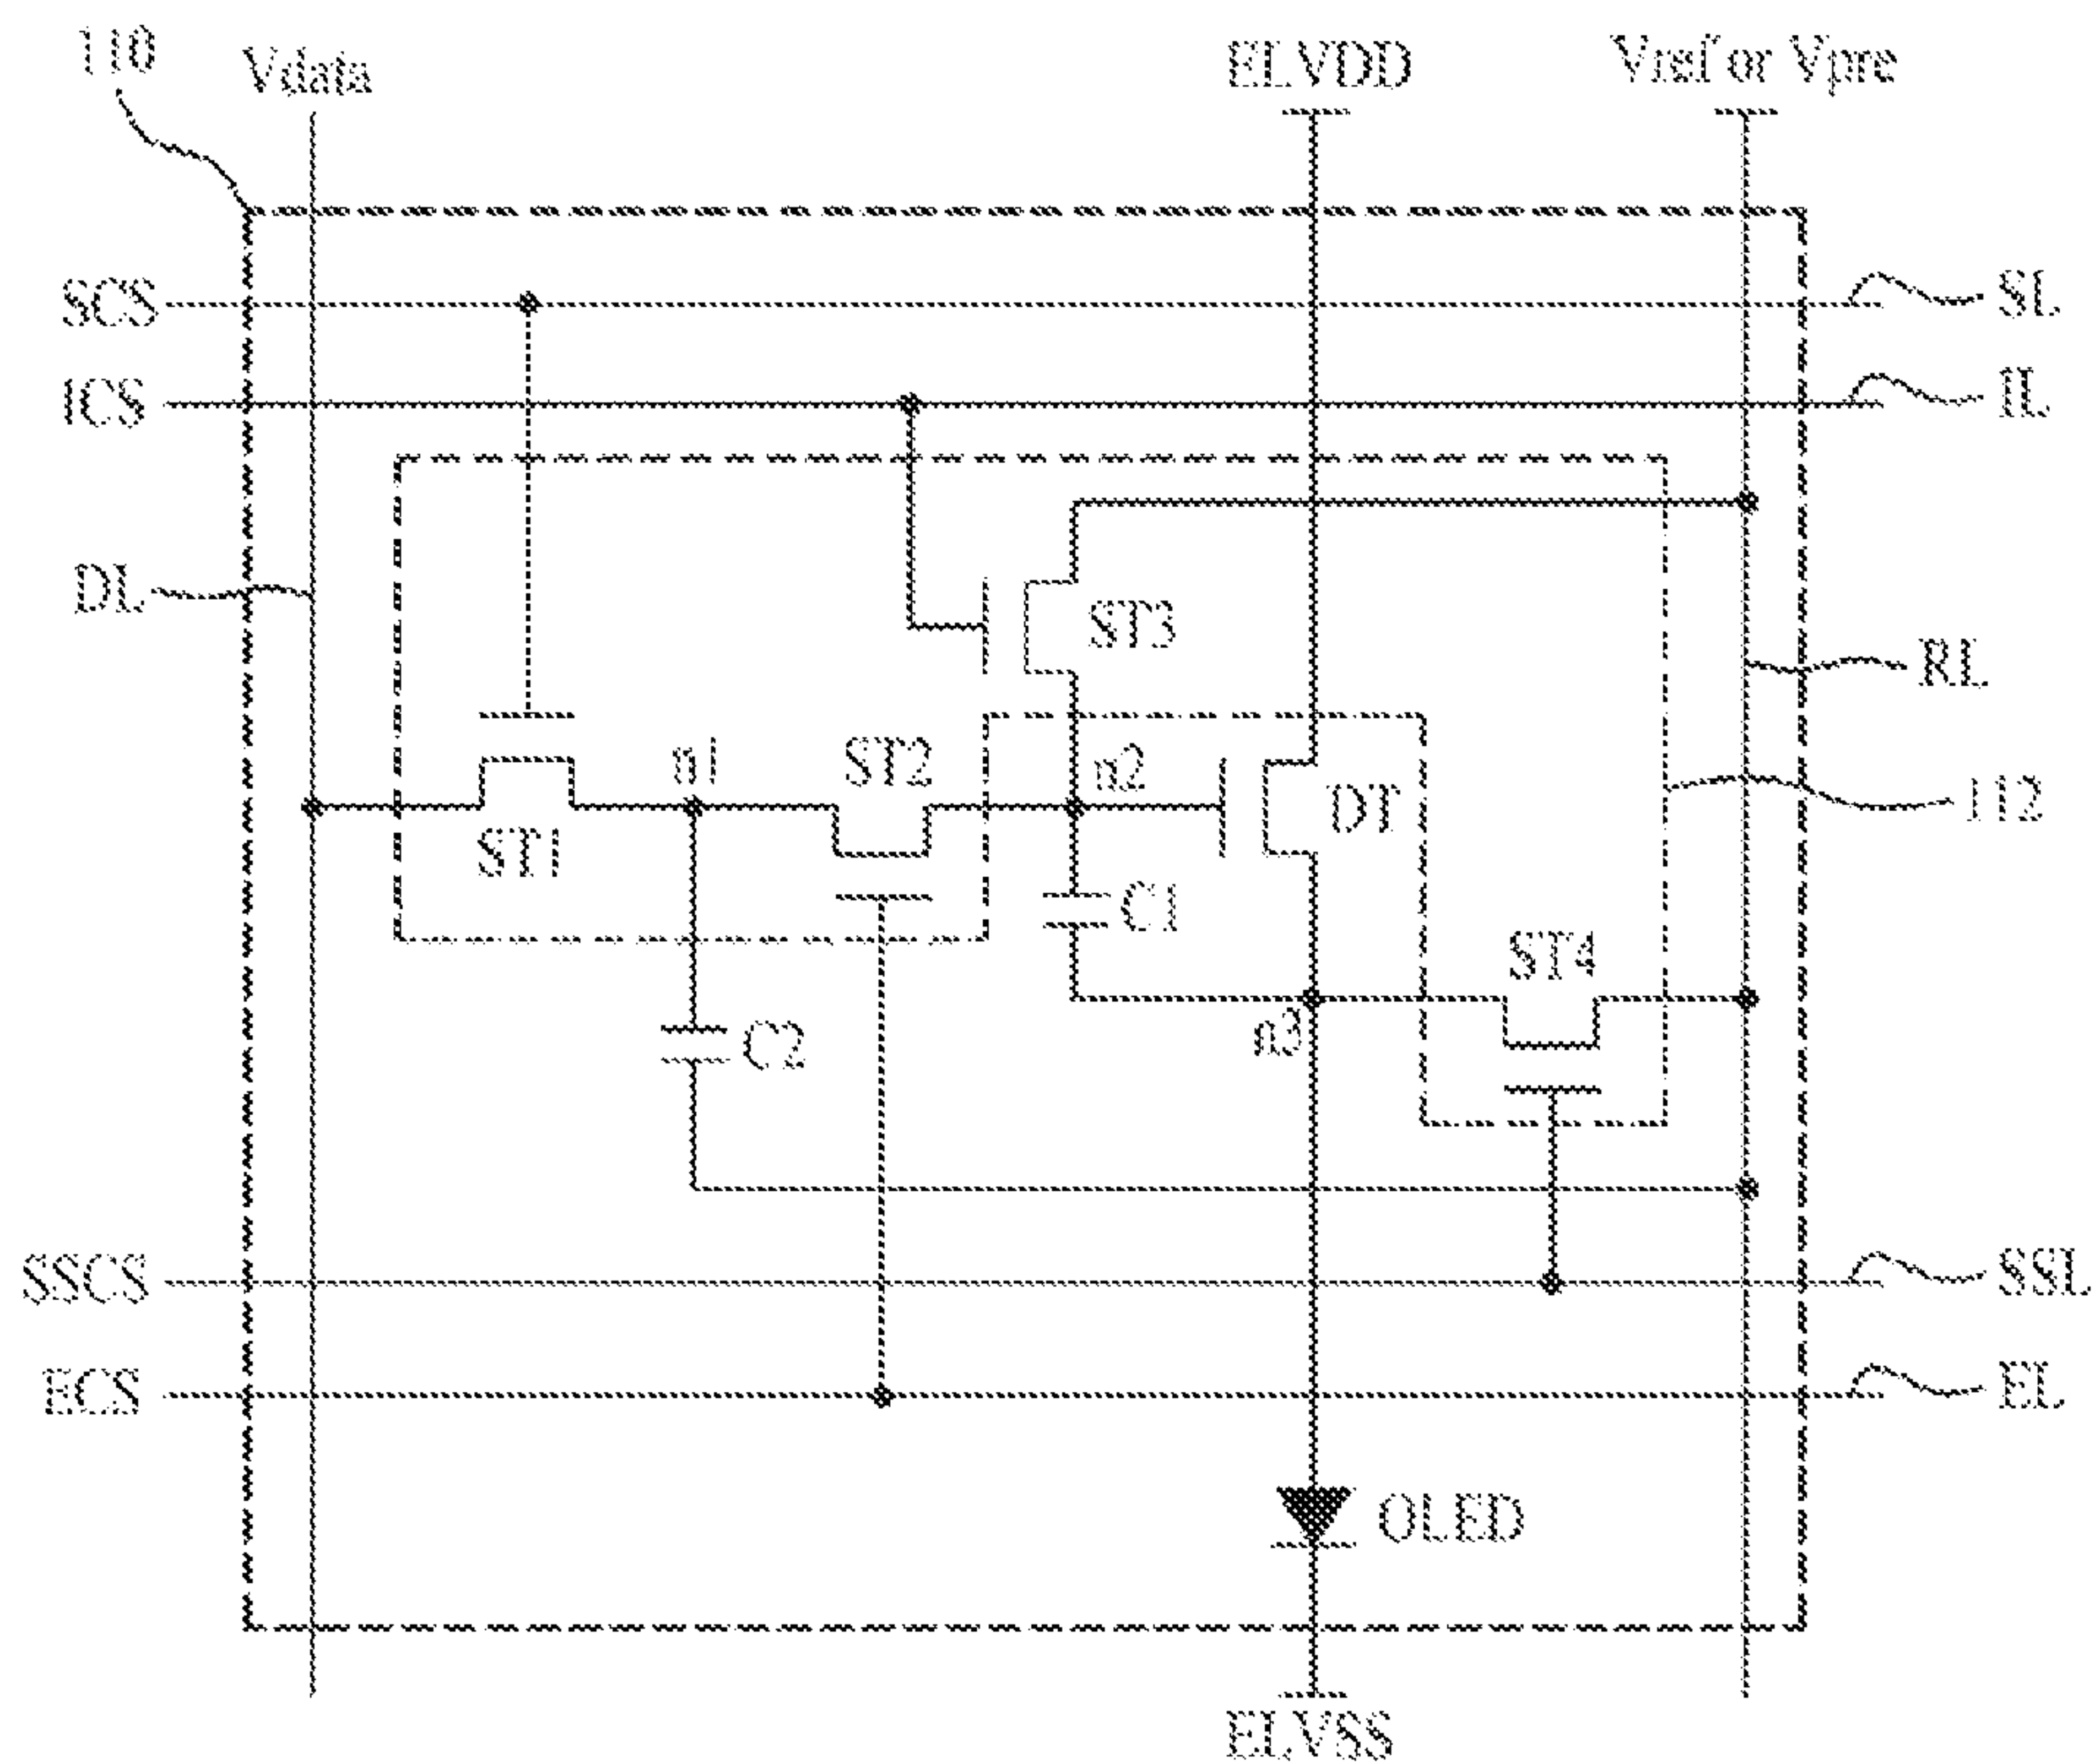 110
Vdata
ELVDD
Vref or Vpre
SCS
SL
ICS
IL
DL
ST3
RL
n1
ST2
n2
DT
112
ST1
C1
ST4
C2
n3
SSCS
SSL
ECS
EL
OLED
ELVSS